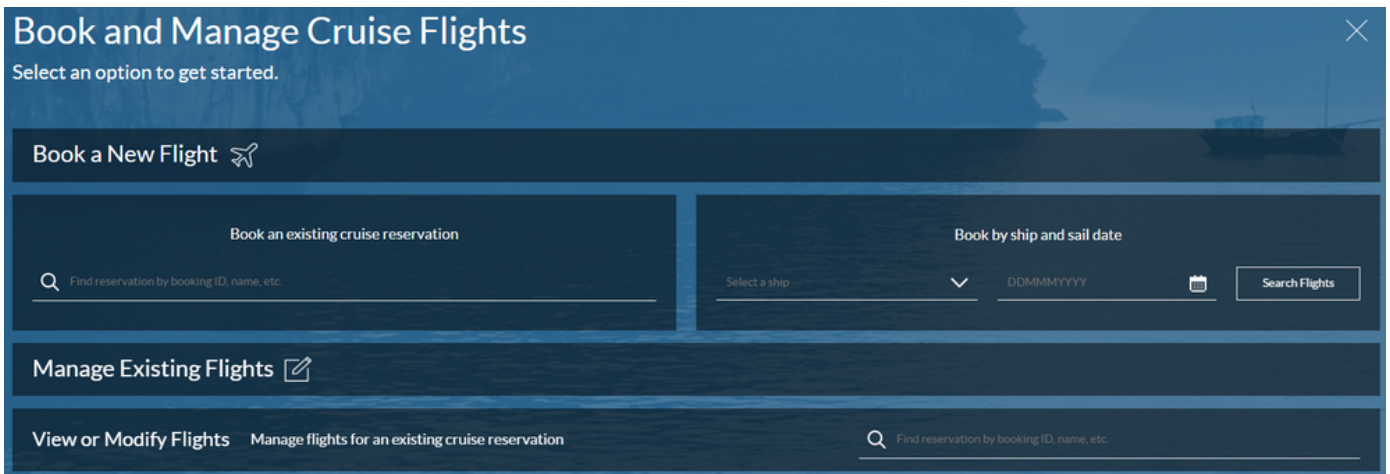 Book and Manage Cruise Flights
Select an option to get started.
Book a New Flight
Book an existing cruise reservation
Find reservation by booking ID, name, etc.
Book by ship and sail date
Select a ship
DDMMMYYYY
Search Flights
Manage Existing Flights
View or Modify Flights Manage flights for an existing cruise reservation
Find reservation by booking ID, name, etc.